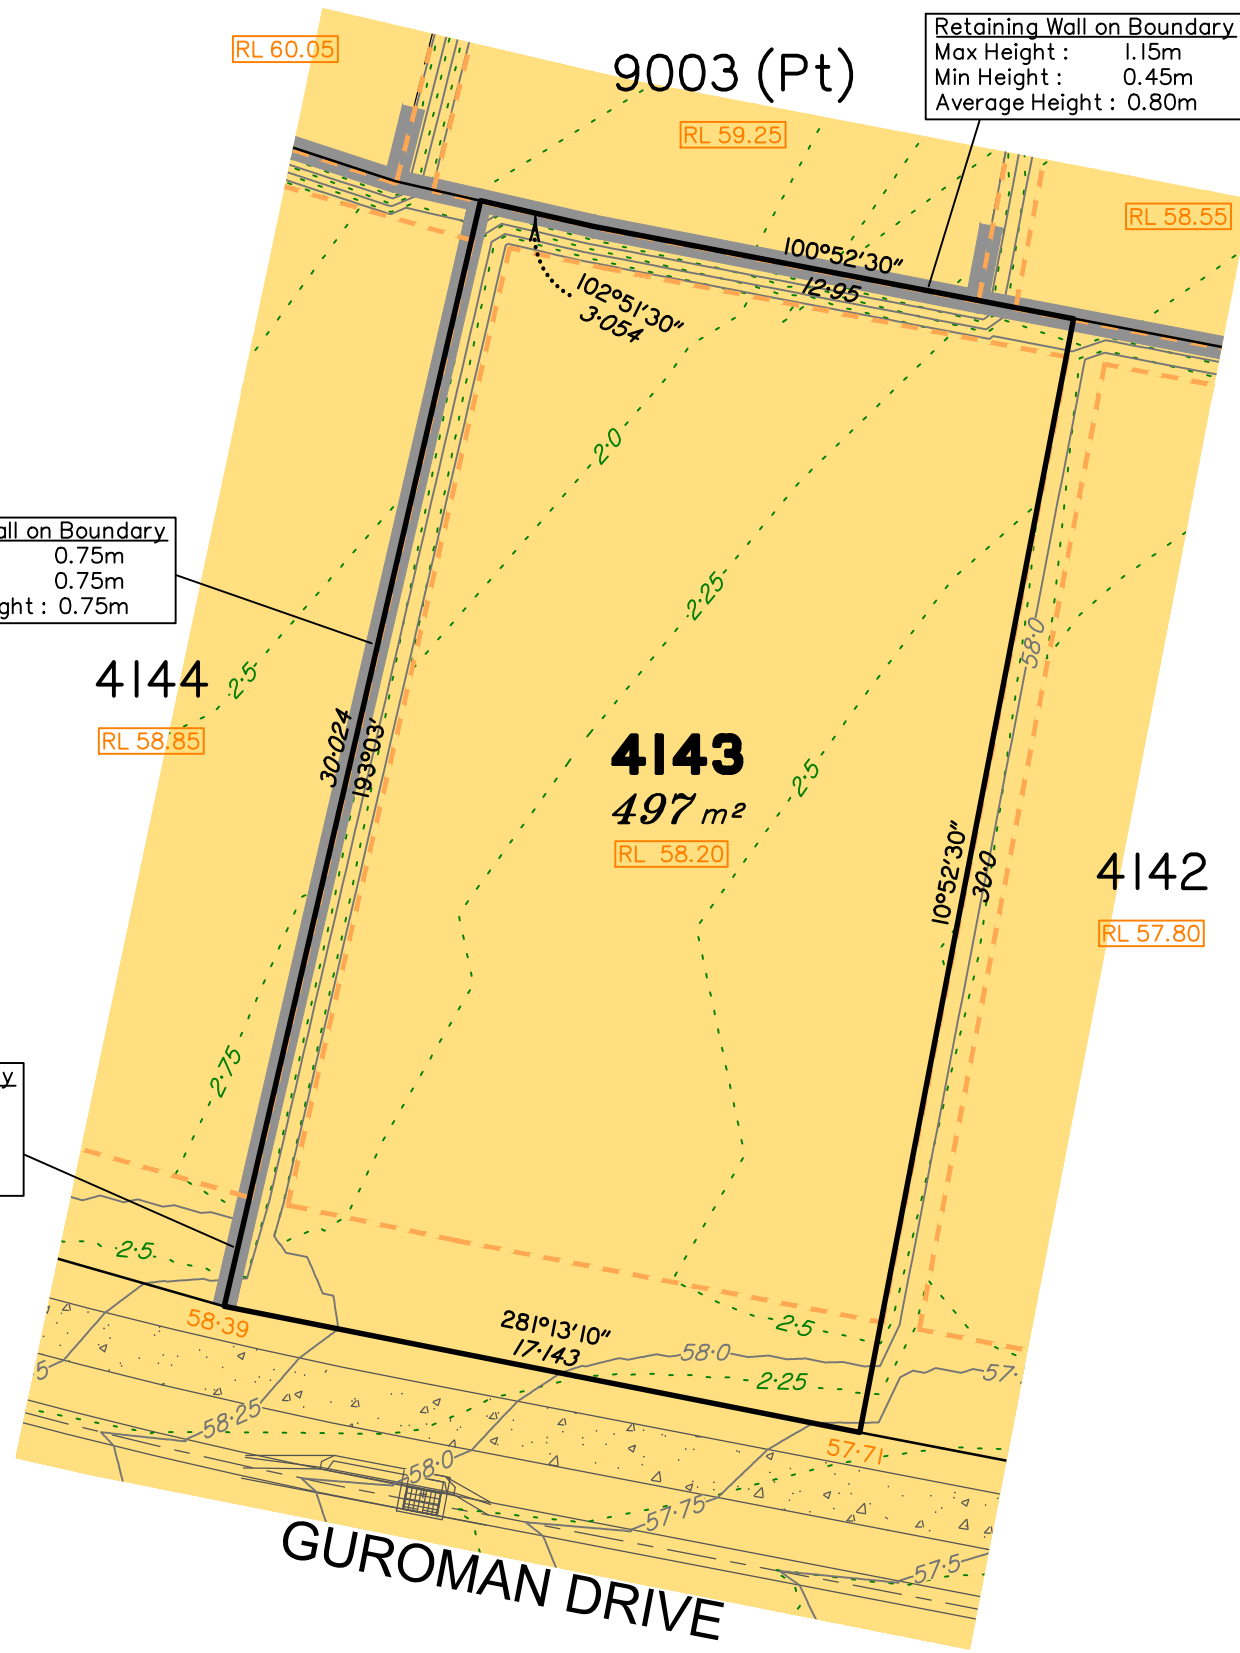 RL 60.05
9003 (Pt)
Retaining Wall on Boundary
Max Height : 1.15m
Min Height : 0.45m
Average Height : 0.80m
RL 59.25
RL 58.55
100°52'30"
12·95
102°51'30"
3·054
2·0
all on Boundary
0.75m
0.75m
ght : 0.75m
2·25
58·0
4144
2·5
RL 58.85
30·024
193°03'
4143
497 m²
RL 58.20
2·5
10°52'30"
30·0
4142
RL 57.80
2·75
y
2·5
58·39
281°13'10"
17·143
2·5
58·0
2·25
57·
5
58·25
57·71
58·0
57·75
57·5
GUROMAN DRIVE